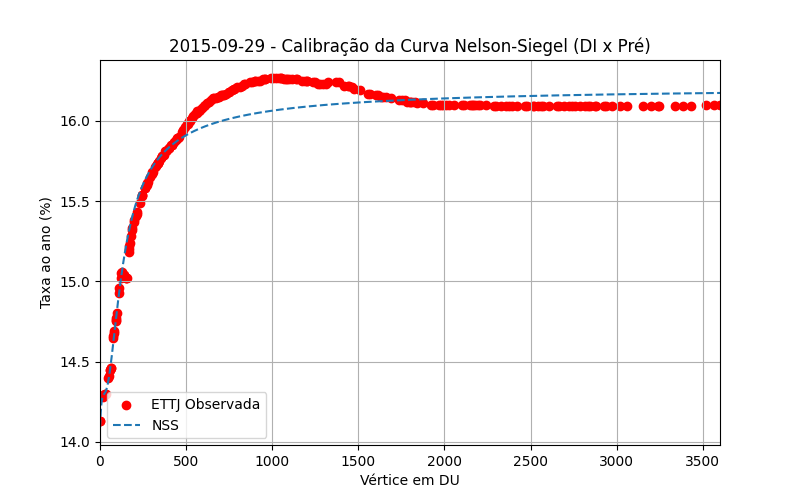 2015-09-29 - Calibração da Curva Nelson-Siegel (DI x Pré)
Taxa ao ano (%)
16.0
15.5
15.0
14.5
14.0
ETTJ Observada
NSS
0 500 1000 1500 2000 2500 3000 3500
Vértice em DU